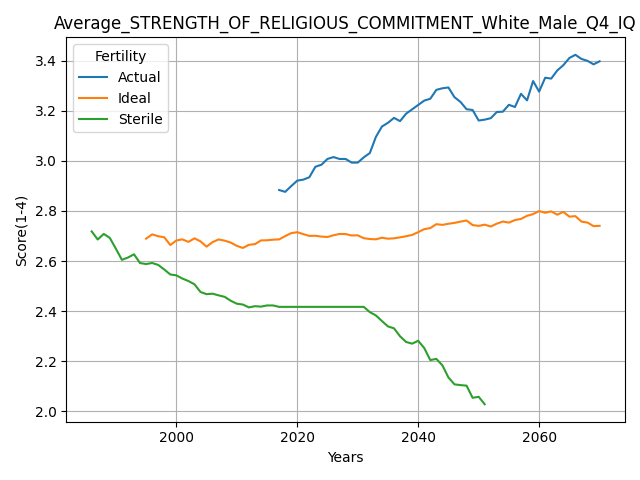 Average_STRENGTH_OF_RELIGIOUS_COMMITMENT_White_Male_Q4_IQ
Fertility
Actual
Ideal
Sterile
Score(1-4)
3.4
3.2
3.0
2.8
2.6
2.4
2.2
2.0
2000 2020 2040 2060
Years